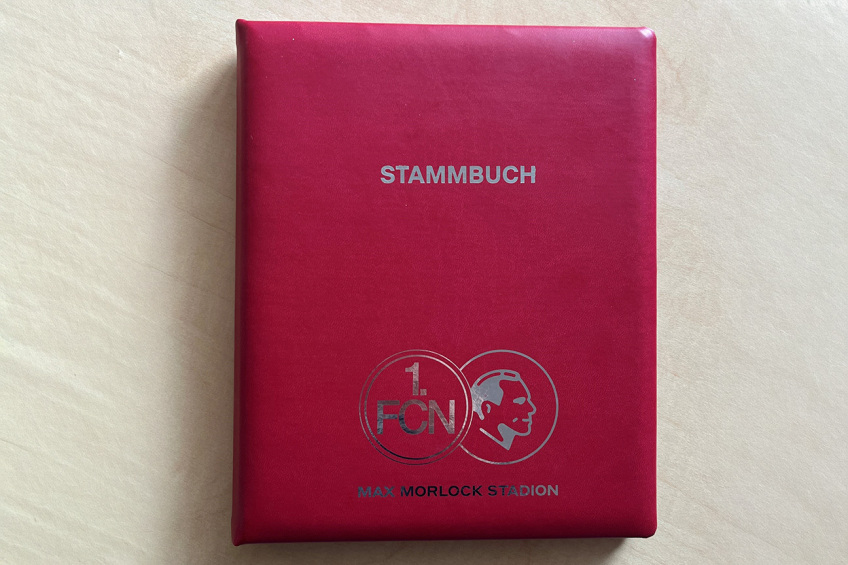 STAMMBUCH
1.
FCN
MAX MORLOCK STADION